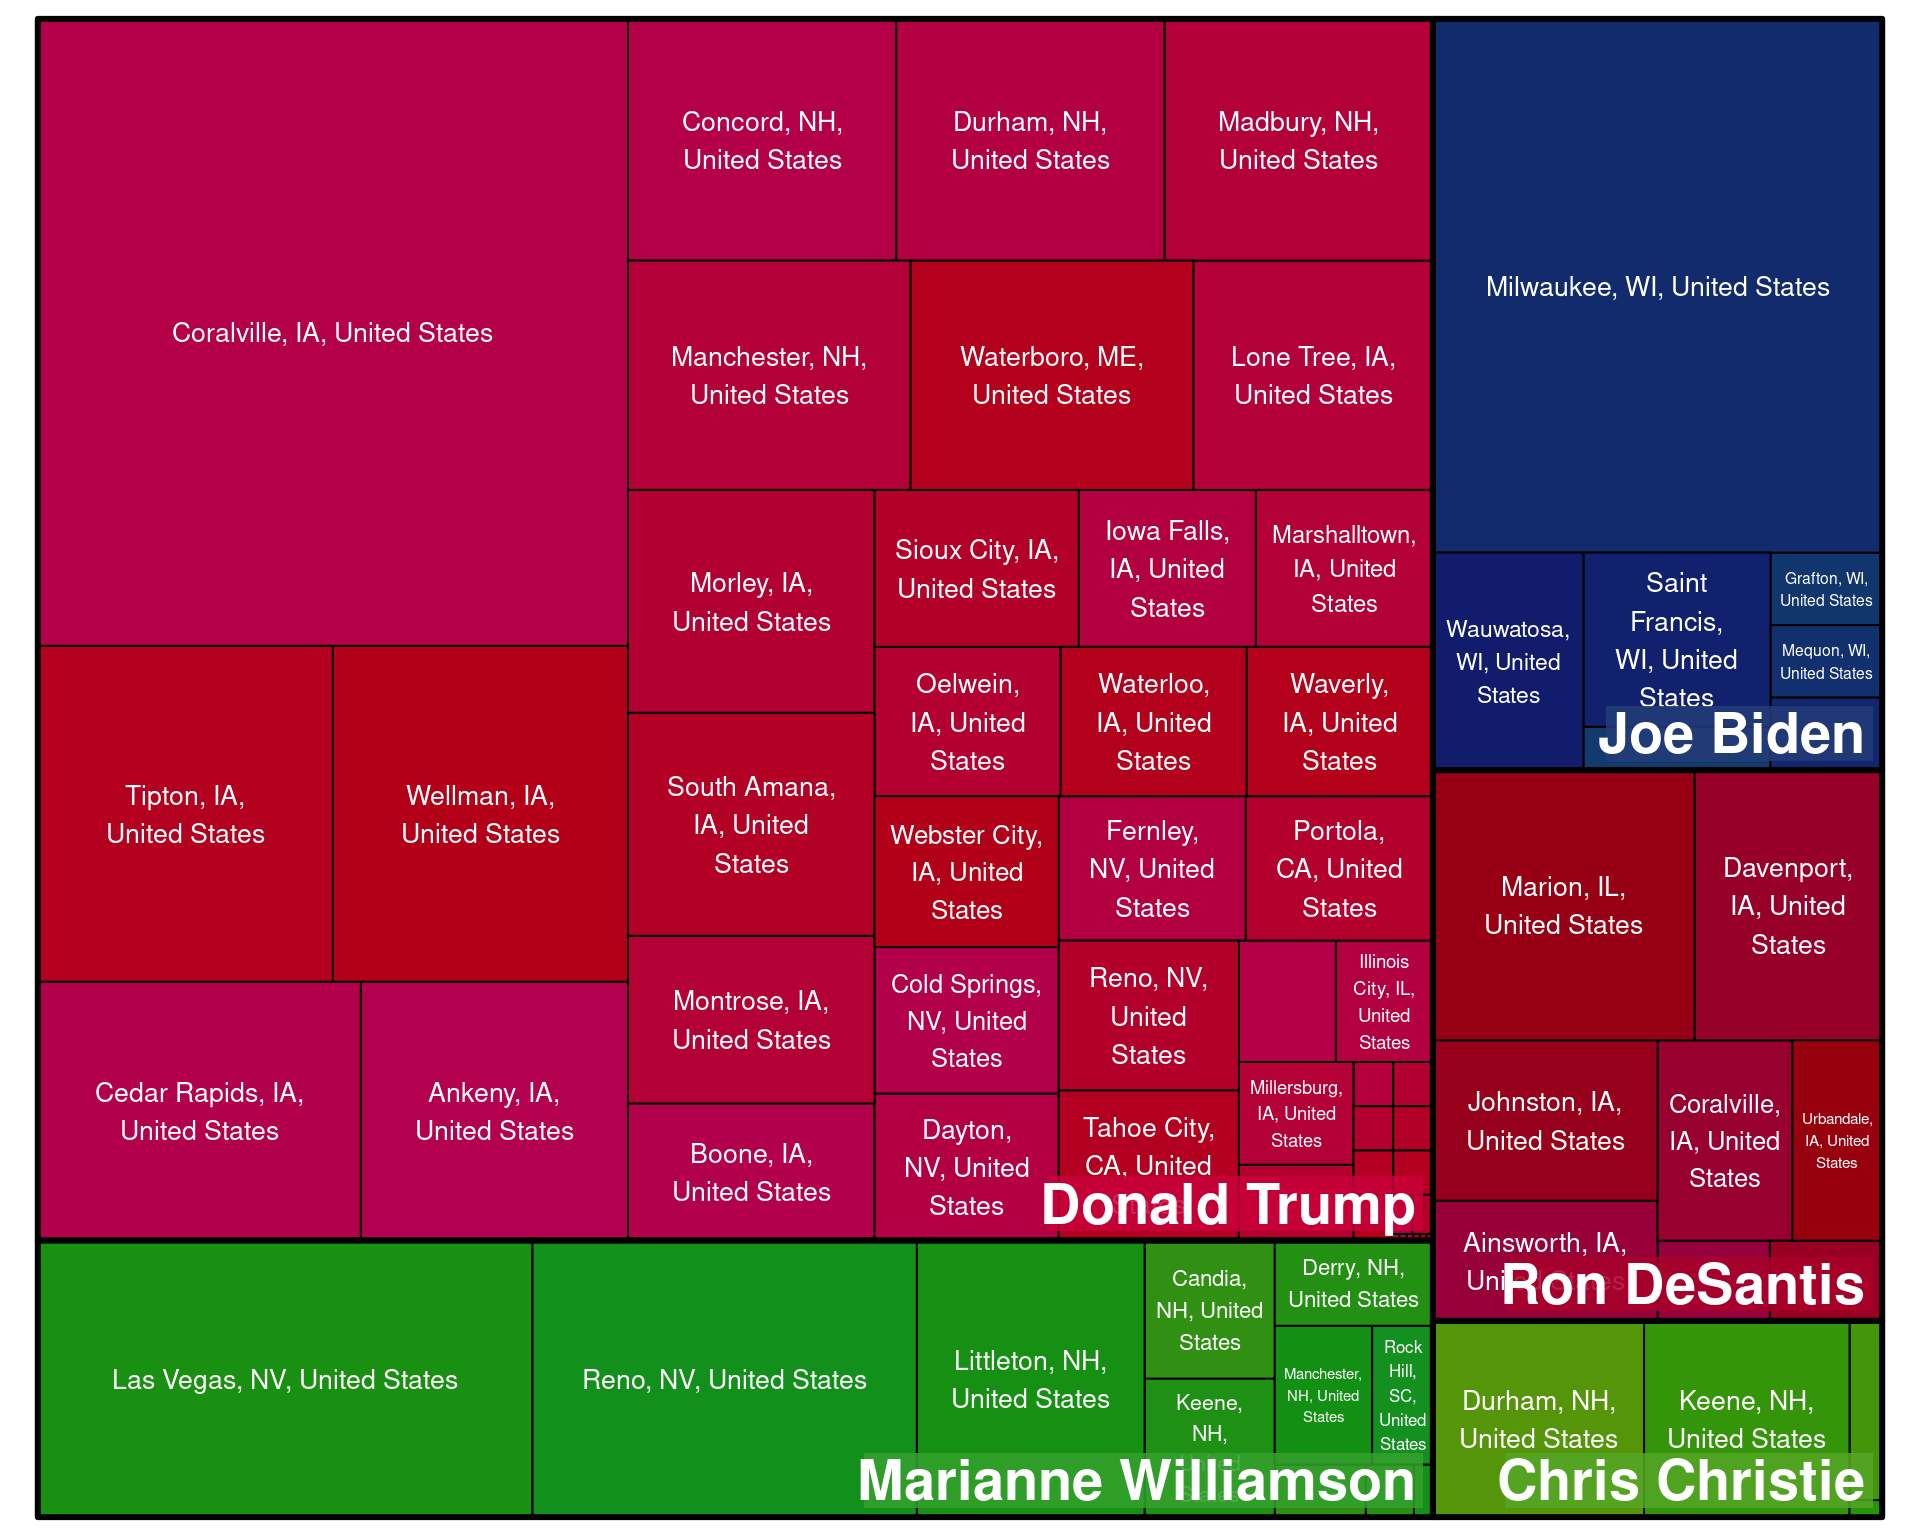 Coralville, IA, United States
Concord, NH,
United States
Durham, NH,
United States
Madbury, NH,
United States
Manchester, NH,
United States
Waterboro, ME,
United States
Lone Tree, IA,
United States
Morley, IA,
United States
Sioux City, IA,
United States
Iowa Falls,
IA, United
States
Marshalltown,
IA, United
States
Tipton, IA,
United States
Wellman, IA,
United States
South Amana,
IA, United
States
Oelwein,
IA, United
States
Waterloo,
IA, United
States
Waverly,
IA, United
States
Webster City,
IA, United
States
Fernley,
NV, United
States
Portola,
CA, United
States
Cedar Rapids, IA,
United States
Ankeny, IA,
United States
Montrose, IA,
United States
Boone, IA,
United States
Cold Springs,
NV, United
States
Dayton,
NV, United
States
Reno, NV,
United
States
Illinois
City, IL,
United
States
Millersburg,
IA, United
States
Tahoe City,
CA, United
States
Donald Trump
Milwaukee, WI, United States
Wauwatosa,
WI, United
States
Saint
Francis,
WI, United
States
Grafton, WI,
United States
Mequon, WI,
United States
Joe Biden
Marion, IL,
United States
Davenport,
IA, United
States
Johnston, IA,
United States
Coralville,
IA, United
States
Urbandale,
IA, United
States
Ainsworth, IA,
United States
Ron DeSantis
Las Vegas, NV, United States
Reno, NV, United States
Littleton, NH,
United States
Candia,
NH, United
States
Derry, NH,
United States
Keene,
NH,
United
States
Manchester,
NH, United
States
Rock
Hill,
SC,
United
States
Marianne Williamson
Durham, NH,
United States
Keene, NH,
United States
Chris Christie